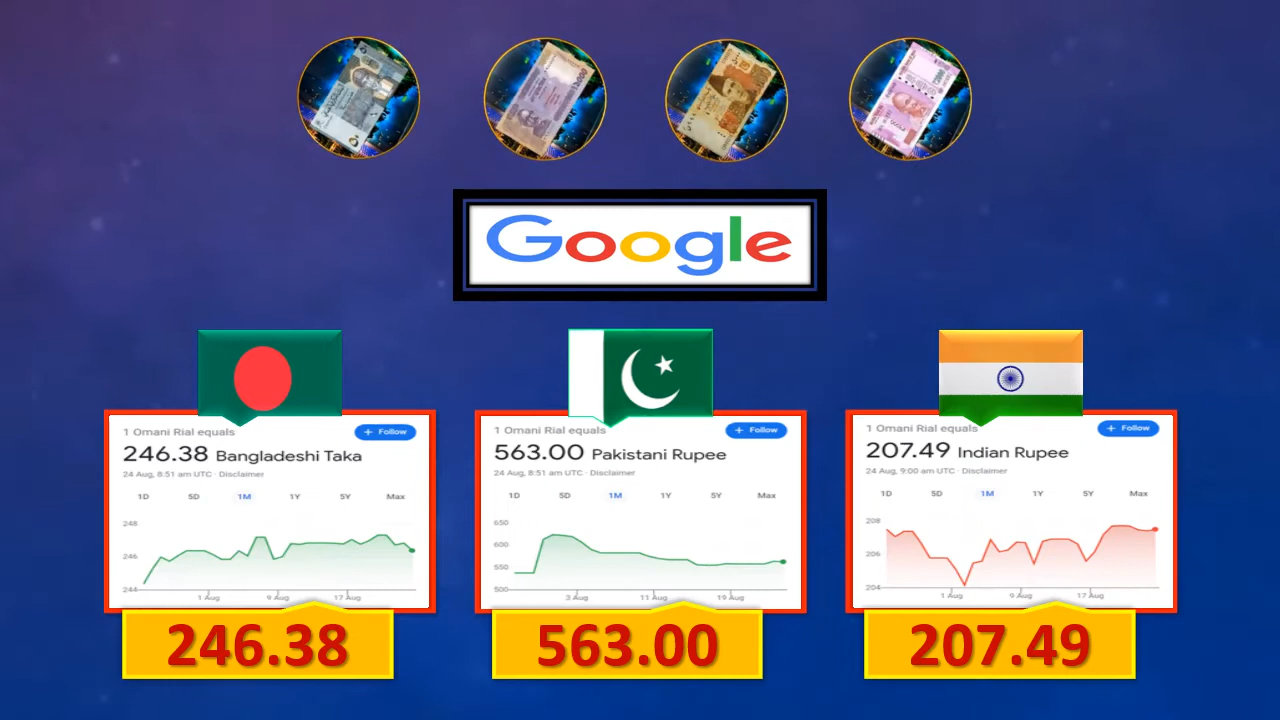 Google
1 Omani Rial equals
+ Follow
246.38 Bangladeshi Taka
24 Aug, 8:51 am UTC · Disclaimer
1D 5D 1M 1Y 5Y Max
248
246
244
1 Aug 9 Aug 17 Aug
246.38
1 Omani Rial equals
+ Follow
563.00 Pakistani Rupee
24 Aug, 8:51 am UTC · Disclaimer
1D 5D 1M 1Y 5Y Max
650
600
550
500
3 Aug 11 Aug 19 Aug
563.00
1 Omani Rial equals
+ Follow
207.49 Indian Rupee
24 Aug, 9:00 am UTC · Disclaimer
1D 5D 1M 1Y 5Y Max
208
206
204
1 Aug 9 Aug 17 Aug
207.49